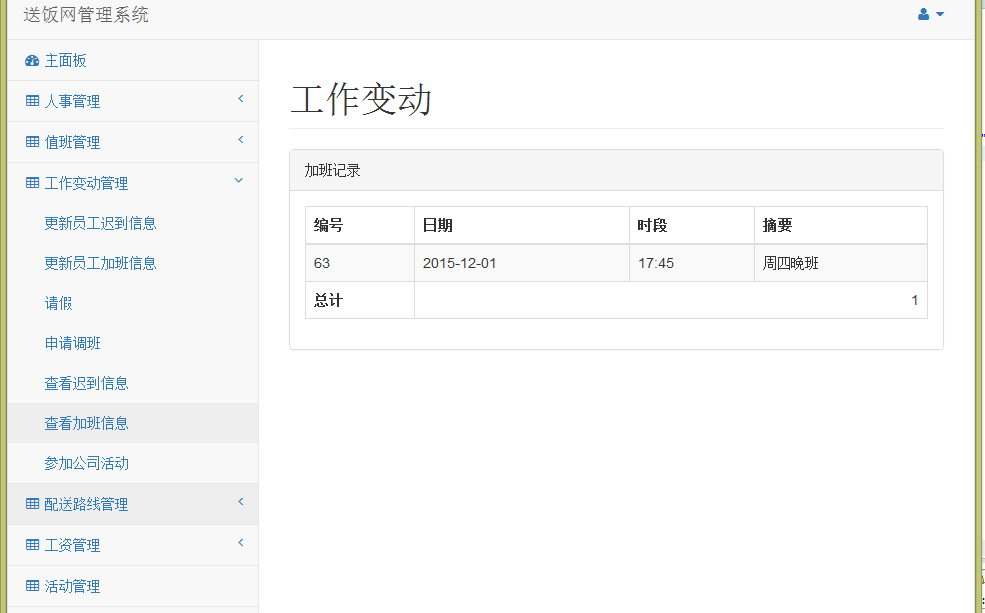 送饭网管理系统
主面板
人事管理
值班管理
工作变动管理
更新员工迟到信息
更新员工加班信息
请假
申请调班
查看迟到信息
查看加班信息
参加公司活动
配送路线管理
工资管理
活动管理
工作变动
加班记录
编号 日期 时段 摘要
63 2015-12-01 17:45 周四晚班
总计 1